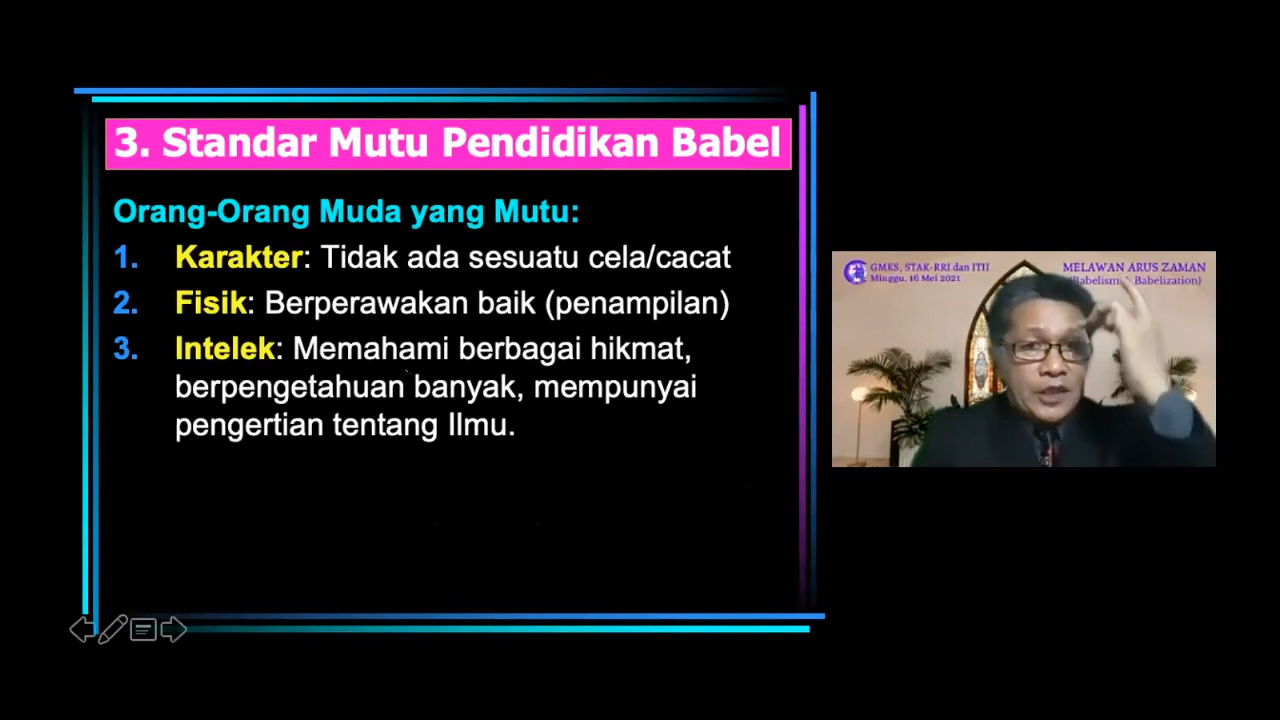 3. Standar Mutu Pendidikan Babel
Orang-Orang Muda yang Mutu:
1. Karakter: Tidak ada sesuatu cela/cacat
2. Fisik: Berperawakan baik (penampilan)
3. Intelek: Memahami berbagai hikmat,
berpengetahuan banyak, mempunyai
pengertian tentang Ilmu.
GMKS, STAK-RRI dan ITH
Minggu, 16 Mei 2021
MELAWAN ARUS ZAMAN
Babelism & Babelization)